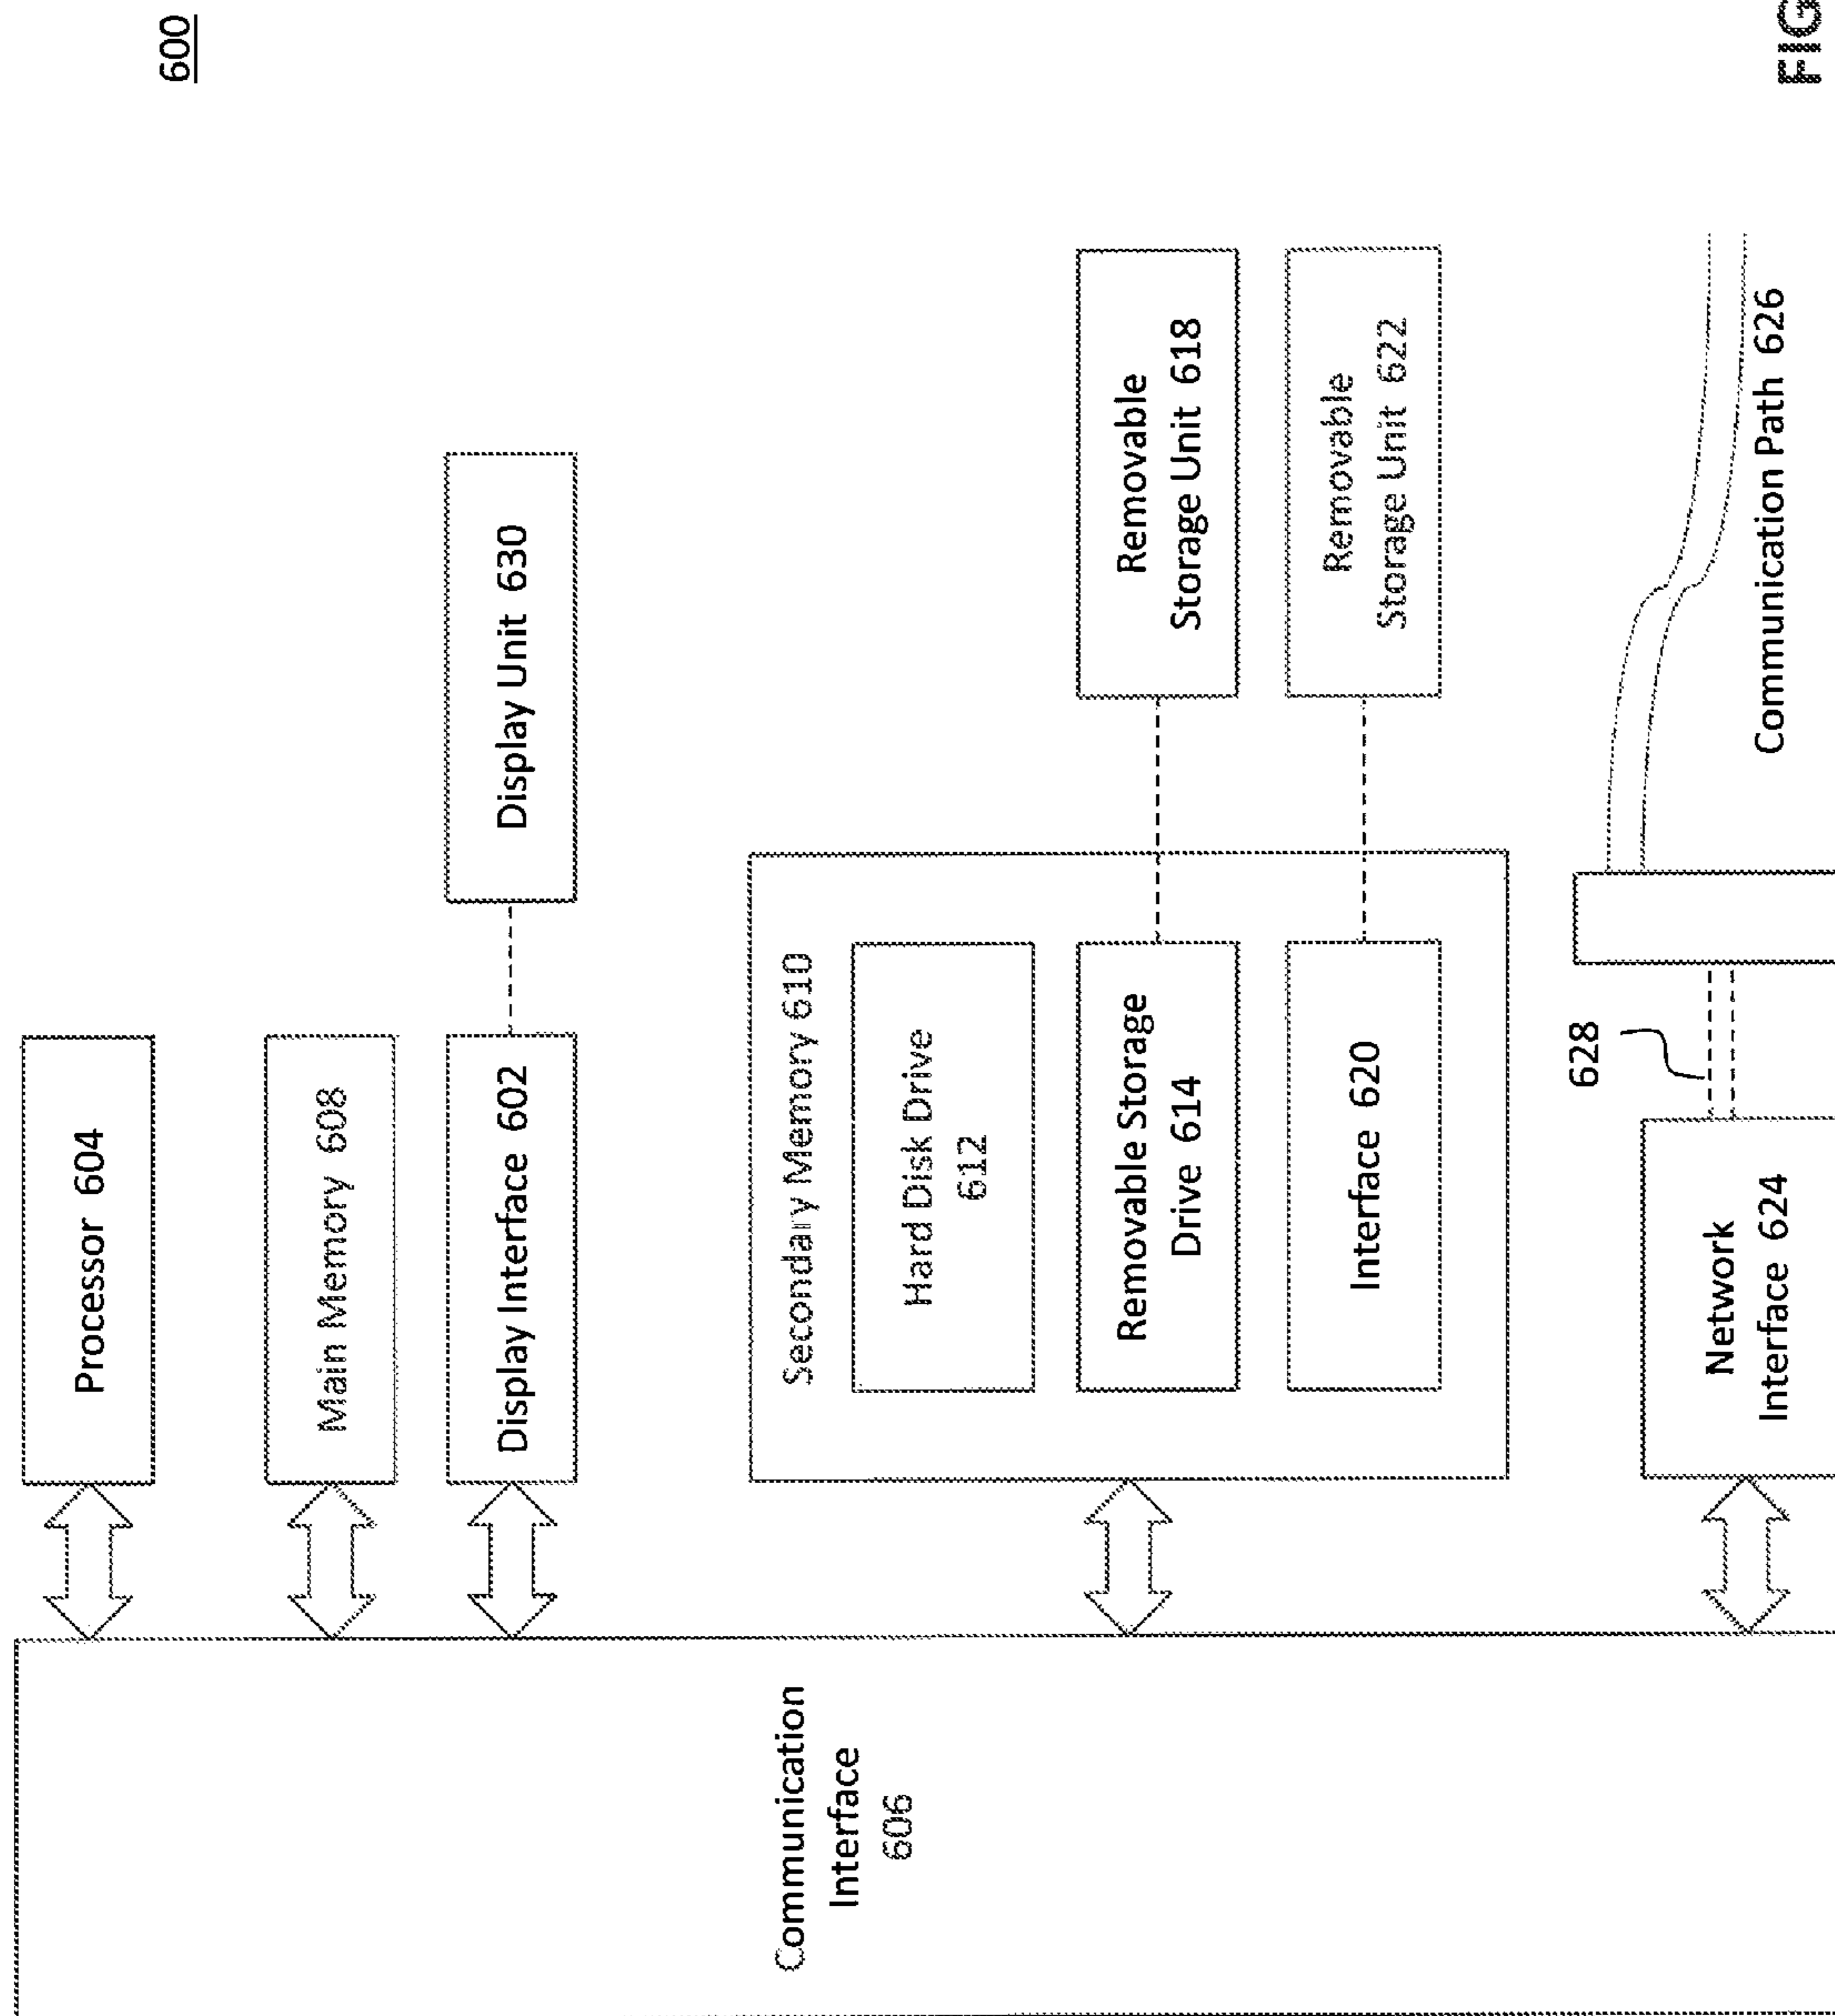 600
Processor 604
Main Memory 608
Display Interface 602
Display Unit 630
Communication
Interface
606
Secondary Memory 610
Hard Disk Drive
612
Removable Storage
Drive 614
Removable
Storage Unit 618
Interface 620
Removable
Storage Unit 622
628
Network
Interface 624
Communication Path 626
FIG